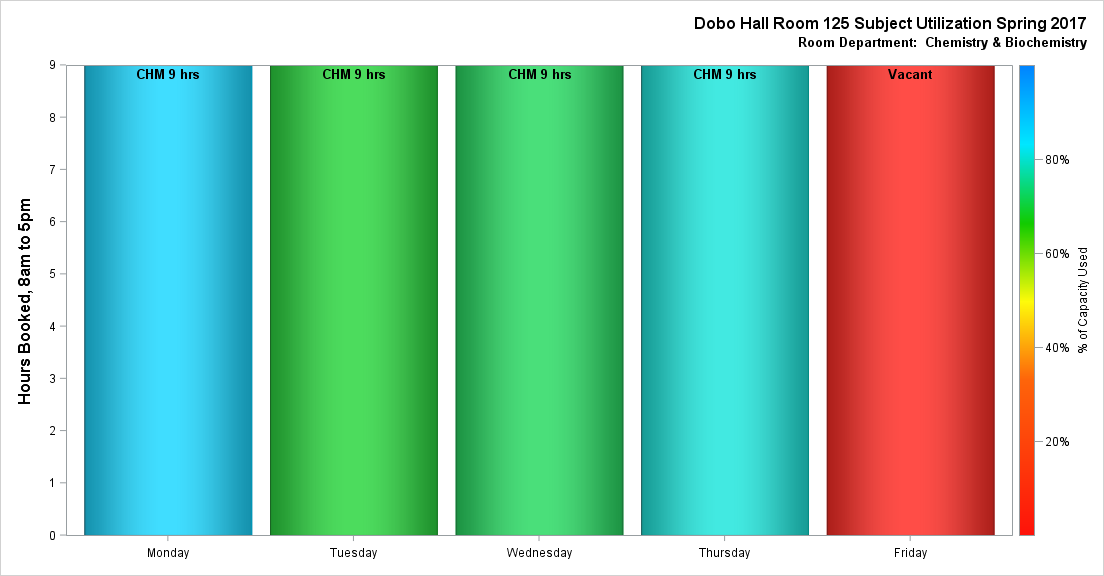 Dobo Hall Room 125 Subject Utilization Spring 2017
Room Department:  Chemistry & Biochemistry
Hours Booked, 8am to 5pm
9
8
7
6
5
4
3
2
1
0
CHM 9 hrs
CHM 9 hrs
CHM 9 hrs
CHM 9 hrs
Vacant
Monday
Tuesday
Wednesday
Thursday
Friday
80%
60%
40%
20%
% of Capacity Used